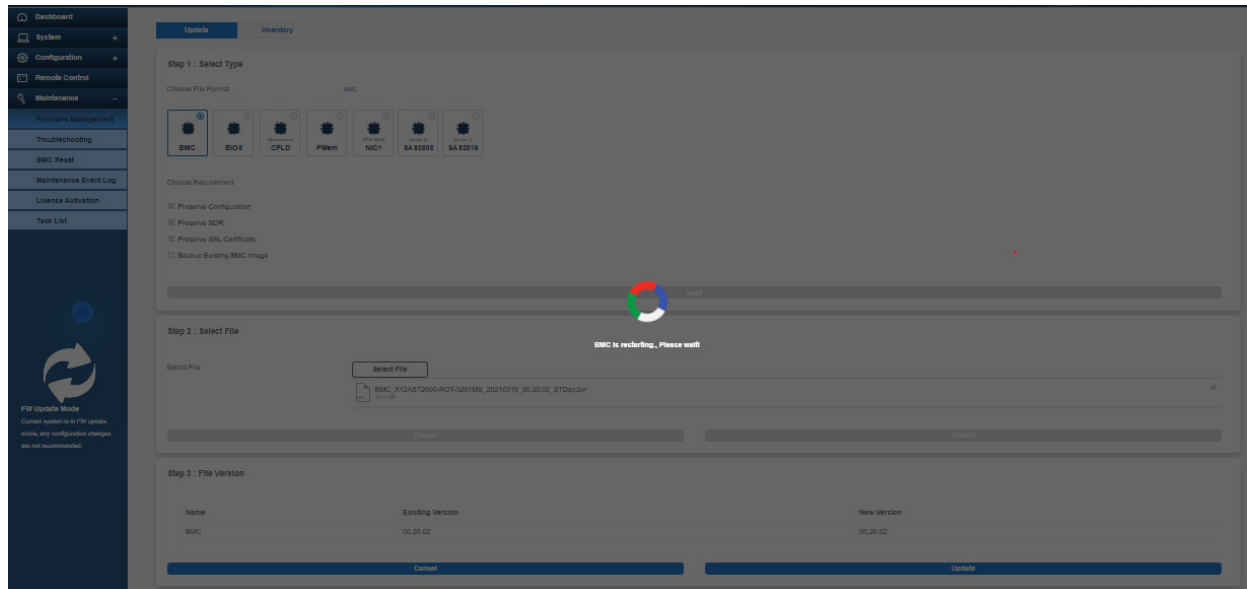 Dashboard
System +
Configuration +
Remote Control
Maintenance –
Firmware Management
Troubleshooting
BMC Reset
Maintenance Event Log
License Activation
Task List
FW Update Mode
Current system is in FW update
mode, any configuration changes
are not recommended.
Update Inventory
Step 1 : Select Type
Choose File Format BMC
BMC BIOS CPLD PMem NIC1 SAS3808 SAS3816
Choose Requirement
Preserve Configuration
Preserve SDR
Preserve SSL Certificate
Backup Existing BMC Image
Next
BMC is restarting., Please wait!
Step 2 : Select File
Select File Select File
BMC_X12AST2600-ROT-0201MS_20210319_00.20.02_STDsp.bin
Cancel Upload
Step 3 : File Version
Name Existing Version New Version
BMC 00.20.02 00.20.02
Cancel Update